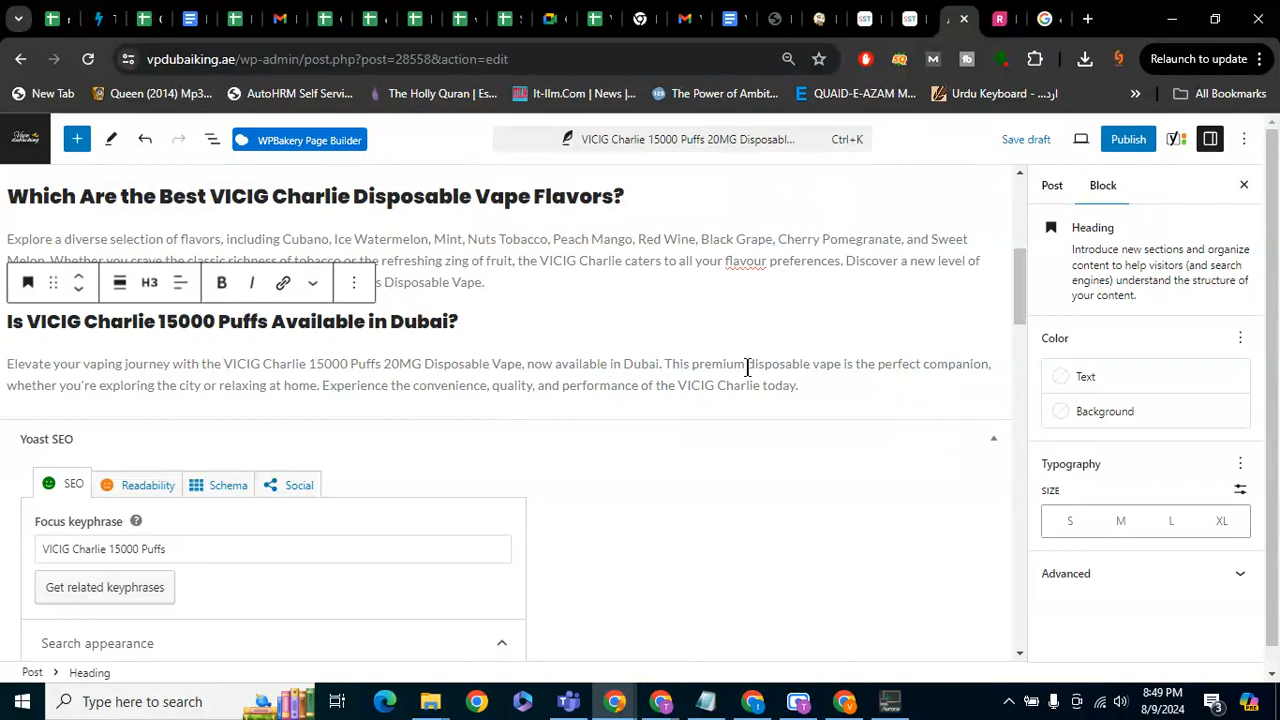 vpdubaiking.ae/wp-admin/post.php?post=28558&action=edit
Relaunch to update
New Tab
Queen (2014) Mp3...
AutoHRM Self Servi...
The Holly Quran | Es...
It-Ilm.Com | News |...
The Power of Ambit...
QUAID-E-AZAM M...
Urdu Keyboard - اردو...
All Bookmarks
WPBakery Page Builder
VICIG Charlie 15000 Puffs 20MG Disposabl...
Ctrl+K
Save draft
Publish
Which Are the Best VICIG Charlie Disposable Vape Flavors?
Explore a diverse selection of flavors, including Cubano, Ice Watermelon, Mint, Nuts Tobacco, Peach Mango, Red Wine, Black Grape, Cherry Pomegranate, and Sweet
Melon. Whether you crave the classic richness of tobacco or the refreshing zing of fruit, the VICIG Charlie caters to all your flavour preferences. Discover a new level of
s Disposable Vape.
H3
B
I
Is VICIG Charlie 15000 Puffs Available in Dubai?
Elevate your vaping journey with the VICIG Charlie 15000 Puffs 20MG Disposable Vape, now available in Dubai. This premium disposable vape is the perfect companion,
whether you're exploring the city or relaxing at home. Experience the convenience, quality, and performance of the VICIG Charlie today.
Yoast SEO
SEO
Readability
Schema
Social
Focus keyphrase
VICIG Charlie 15000 Puffs
Get related keyphrases
Search appearance
Post
Heading
Post
Block
Heading
Introduce new sections and organize
content to help visitors (and search
engines) understand the structure of
your content.
Color
Text
Background
Typography
SIZE
S
M
L
XL
Advanced
Type here to search
8:49 PM
8/9/2024
3